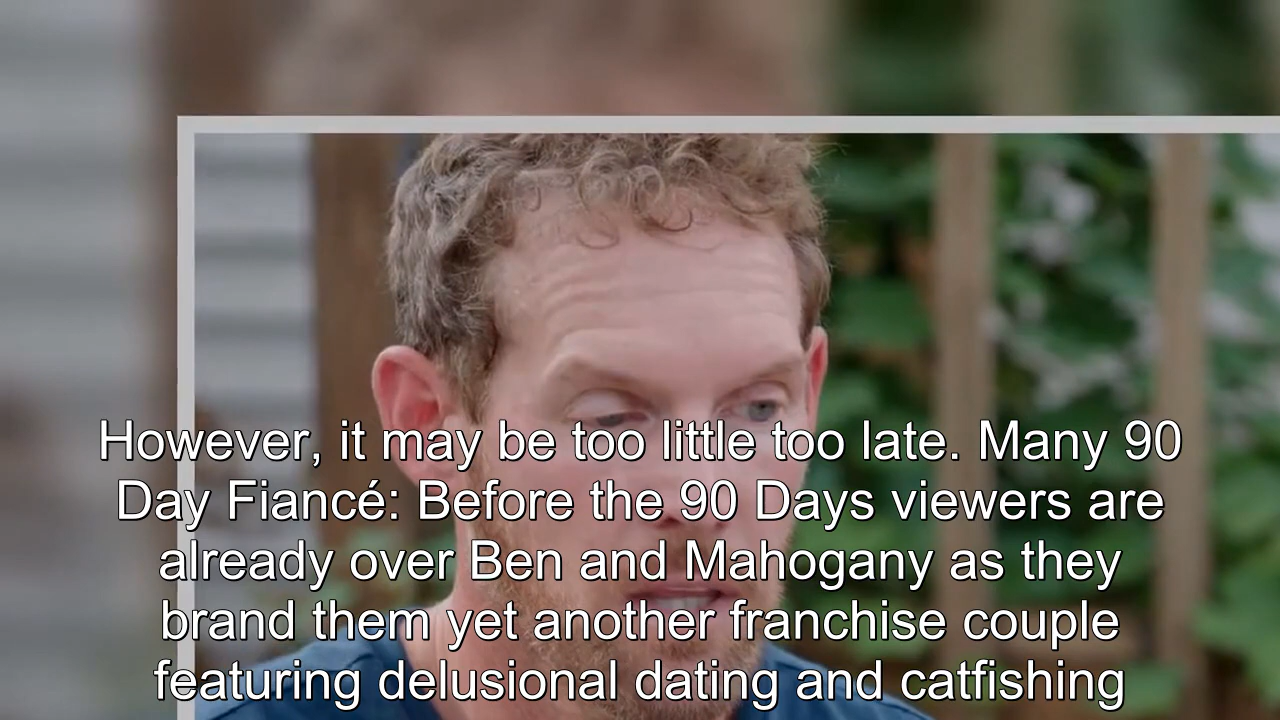 However, it may be too little too late. Many 90
Day Fiancé: Before the 90 Days viewers are
already over Ben and Mahogany as they
brand them yet another franchise couple
featuring delusional dating and catfishing